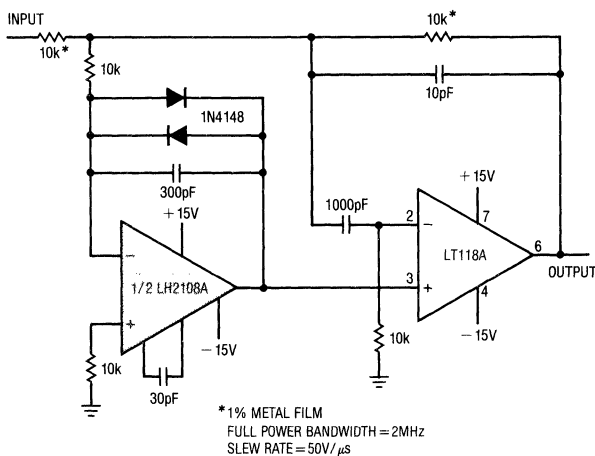 INPUT
10k*
10k*
10k
1N4148
10pF
300pF
+15V
1000pF
+15V
2
7
−
−
1/2 LH2108A
LT118A
6
OUTPUT
3
+
+
4
−15V
−15V
10k
10k
30pF
*1% METAL FILM
FULL POWER BANDWIDTH = 2MHz
SLEW RATE = 50V/μs